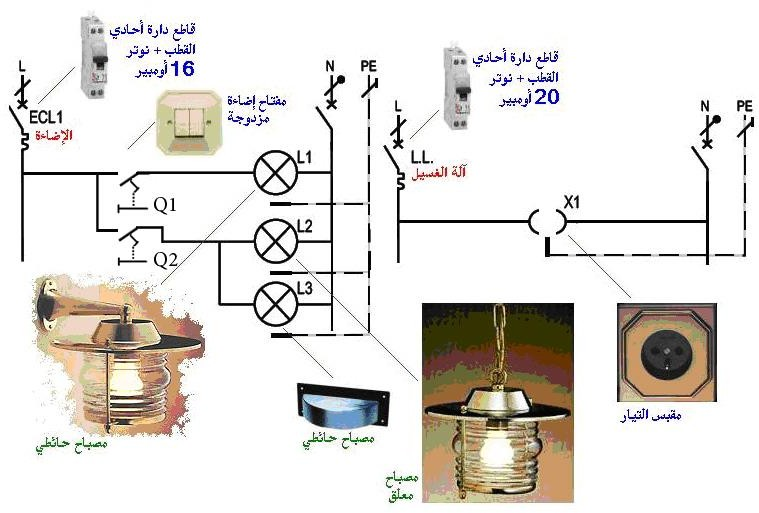 قاطع دارة أحادي
القطب + نوتر
16 أومبير
L
ECL1
الإضاءة
مفتاح إضاءة
مزدوجة
N
PE
L1
Q1
L2
Q2
L3
قاطع دارة أحادي
القطب + نوتر
20 أومبير
L
L.L.
آلة الغسيل
N
PE
X1
مصباح حائطي
مصباح حائطي
مصباح
معلق
مقبس التيار